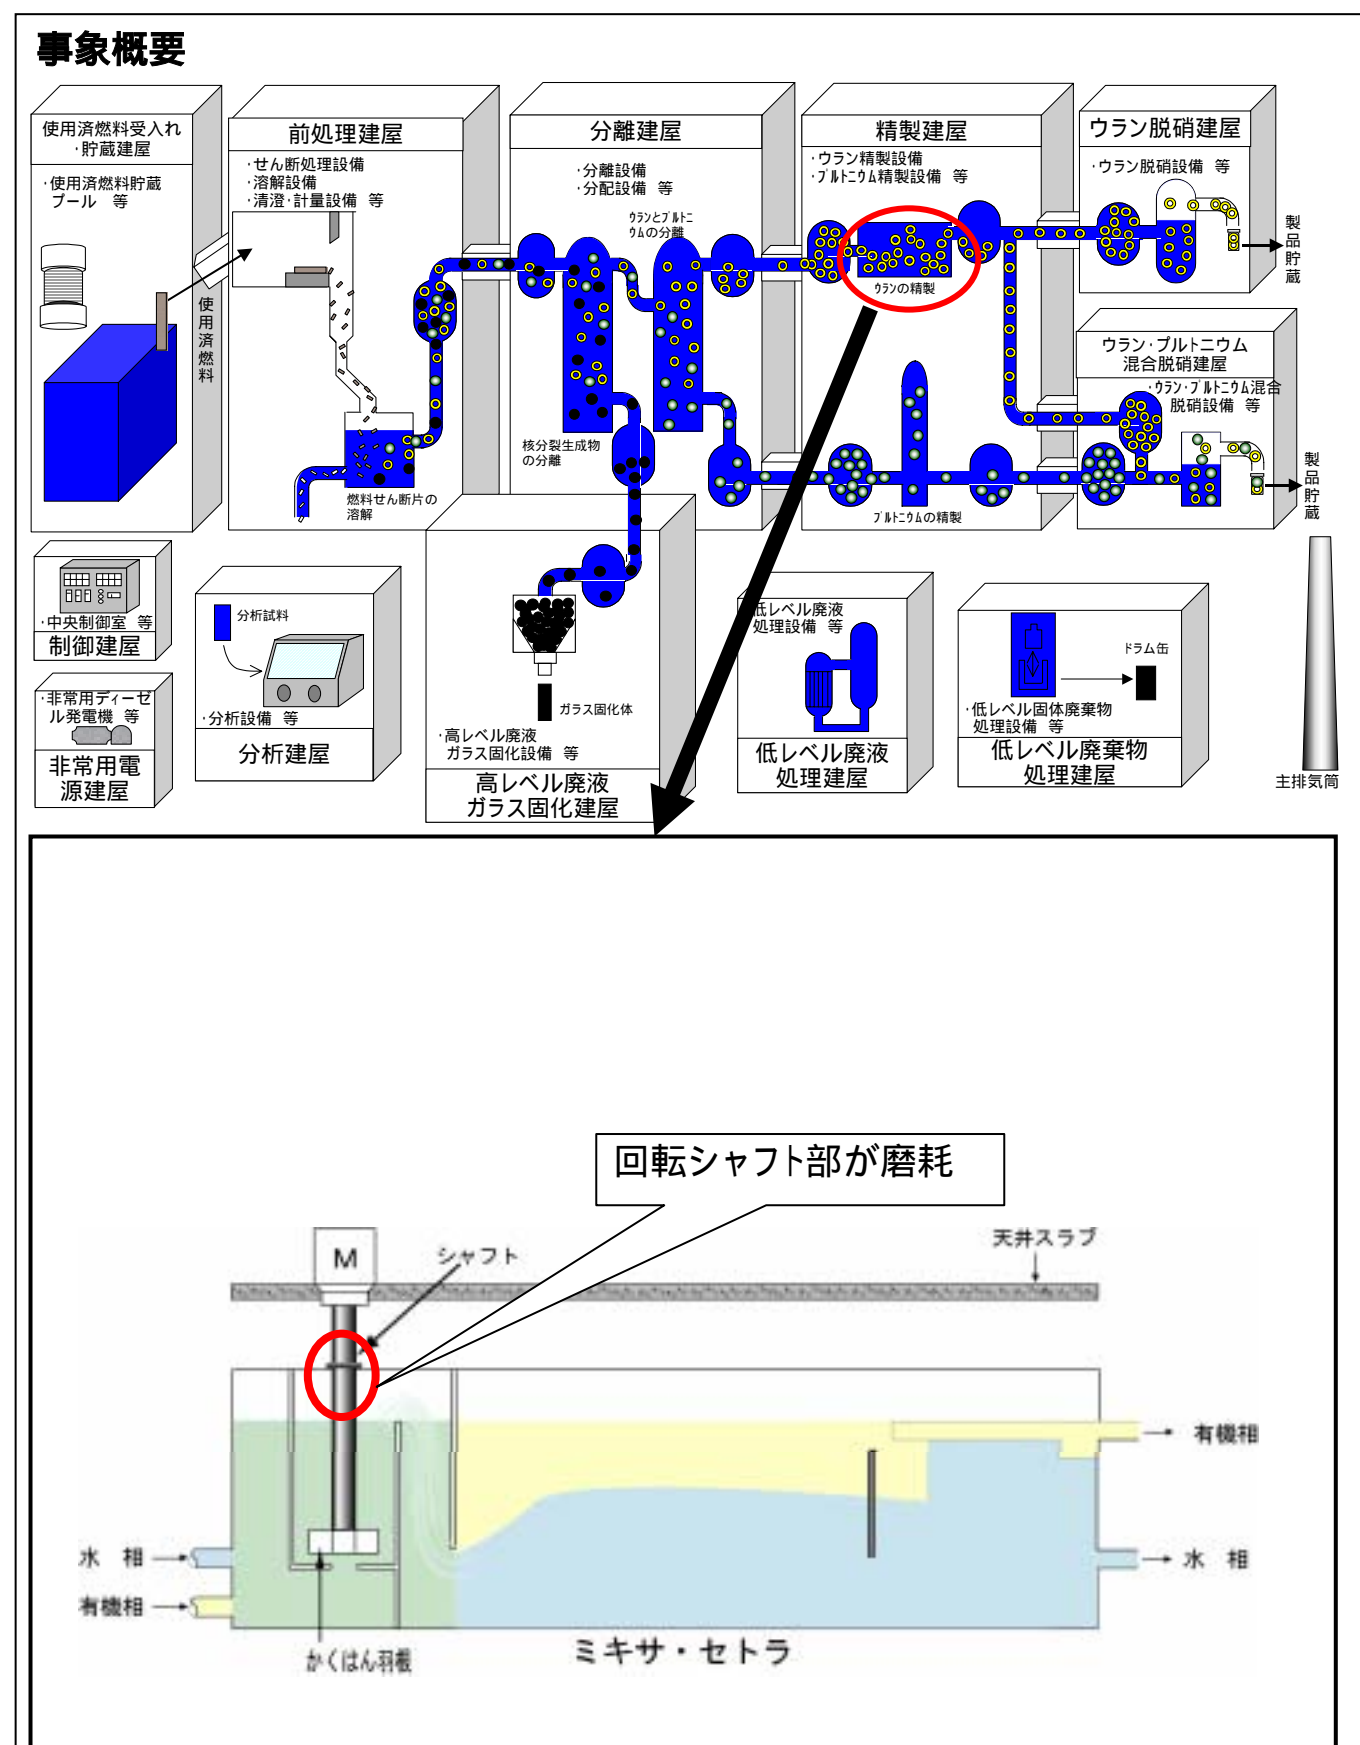 事象概要
使用済燃料受入れ
・貯蔵建屋
・使用済燃料貯蔵
プール 等
使用済燃料
前処理建屋
・せん断処理設備
・溶解設備
・清澄・計量設備 等
燃料せん断片の
溶解
分離建屋
・分離設備
・分配設備 等
ウランとプルトニ
ウムの分離
核分裂生成物
の分離
精製建屋
・ウラン精製設備
・プルトニウム精製設備 等
ウランの精製
プルトニウムの精製
ウラン脱硝建屋
・ウラン脱硝設備 等
製品貯蔵
ウラン・プルトニウム
混合脱硝建屋
・ウラン・プルトニウム混合
脱硝設備 等
製品貯蔵
・中央制御室 等
制御建屋
・非常用ディーゼ
ル発電機 等
非常用電
源建屋
分析試料
・分析設備 等
分析建屋
ガラス固化体
・高レベル廃液
ガラス固化設備 等
高レベル廃液
ガラス固化建屋
低レベル廃液
処理設備 等
低レベル廃液
処理建屋
ドラム缶
・低レベル固体廃棄物
処理設備 等
低レベル廃棄物
処理建屋
主排気筒
回転シャフト部が磨耗
M
シャフト
天井スラブ
有機相
水 相
水 相
有機相
かくはん羽根
ミキサ・セトラ